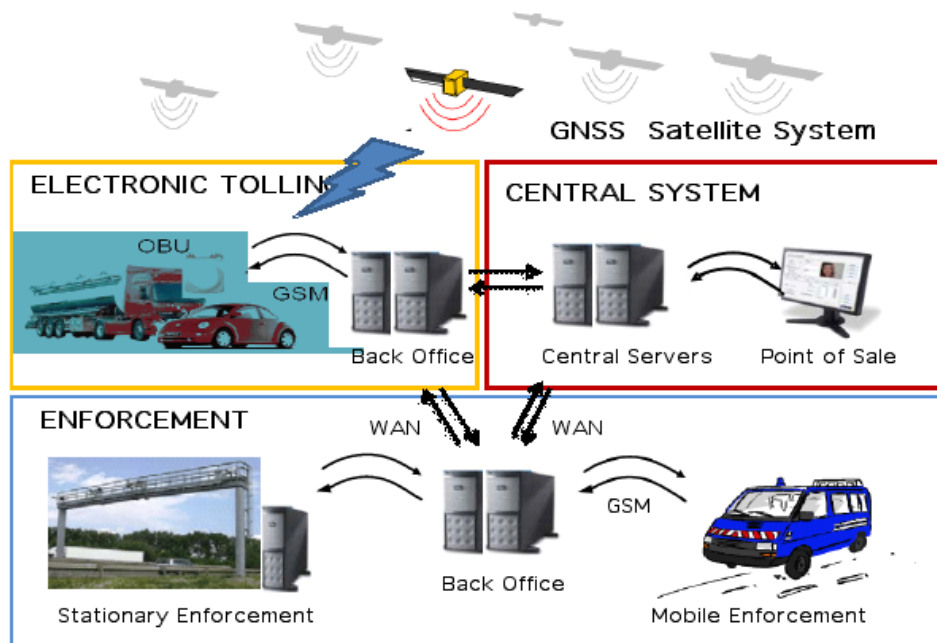 GNSS Satellite System
ELECTRONIC TOLLING
CENTRAL SYSTEM
OBU
GSM
Back Office
Central Servers
Point of Sale
ENFORCEMENT
WAN
WAN
GSM
Back Office
Stationary Enforcement
Mobile Enforcement